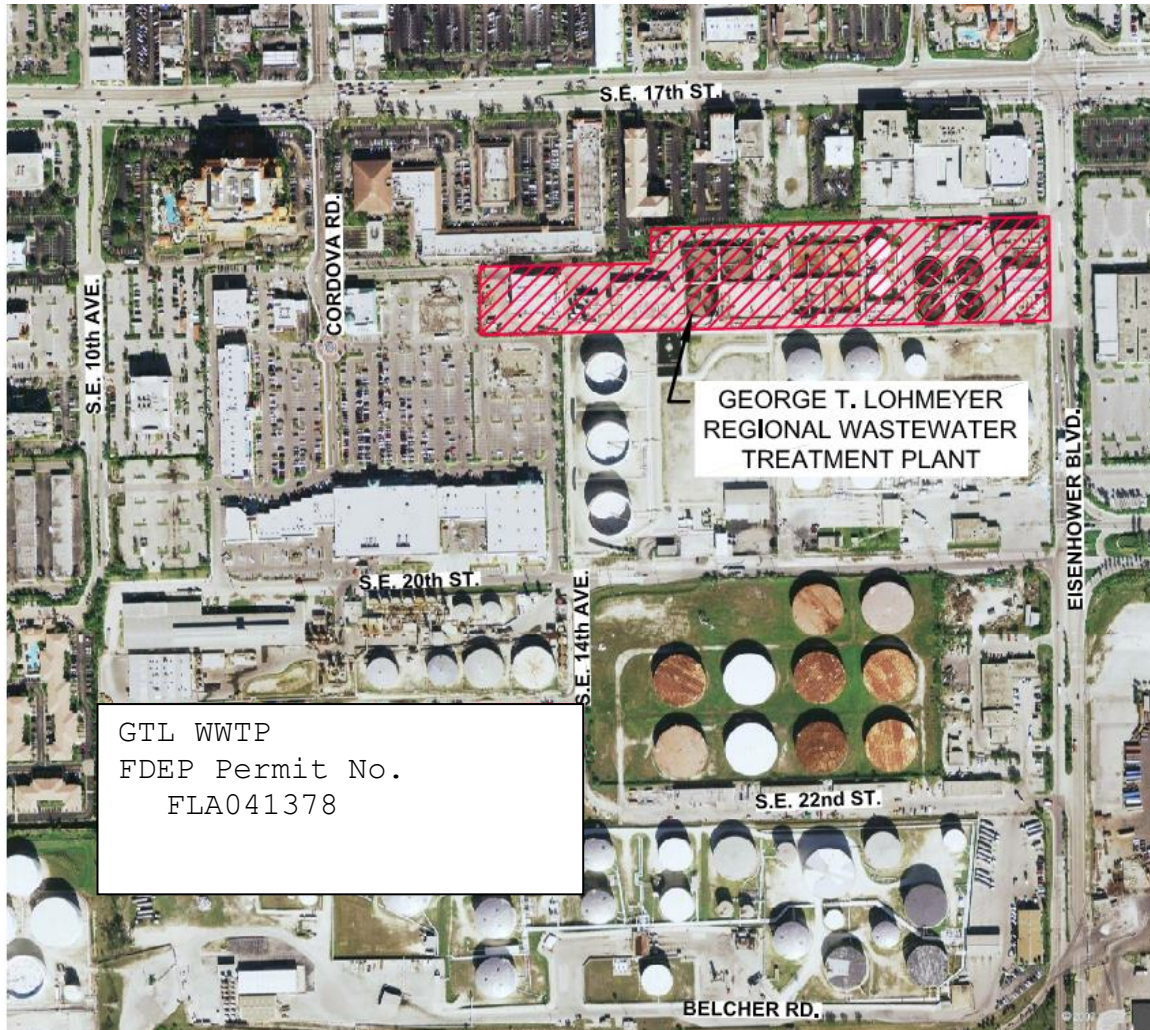 S.E. 17th ST.
CORDOVA RD.
S.E. 10th AVE.
GEORGE T. LOHMEYER
REGIONAL WASTEWATER
TREATMENT PLANT
EISENHOWER BLVD.
S.E. 20th ST.
S.E. 14th AVE.
GTL WWTP
FDEP Permit No.
FLA041378
S.E. 22nd ST.
BELCHER RD.